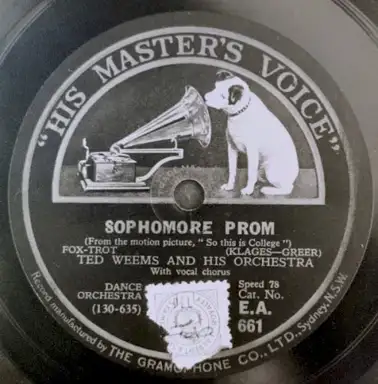 "HIS MASTER'S VOICE"
SOPHOMORE PROM
(From the motion picture, "So this is College")
FOX-TROT (KLAGES—GREER)
TED WEEMS AND HIS ORCHESTRA
With vocal chorus
DANCE Speed 78
ORCHESTRA Cat. No.
(130-635) E.A.
661
Record manufactured by THE GRAMOPHONE CO., LTD., Sydney, N.S.W.